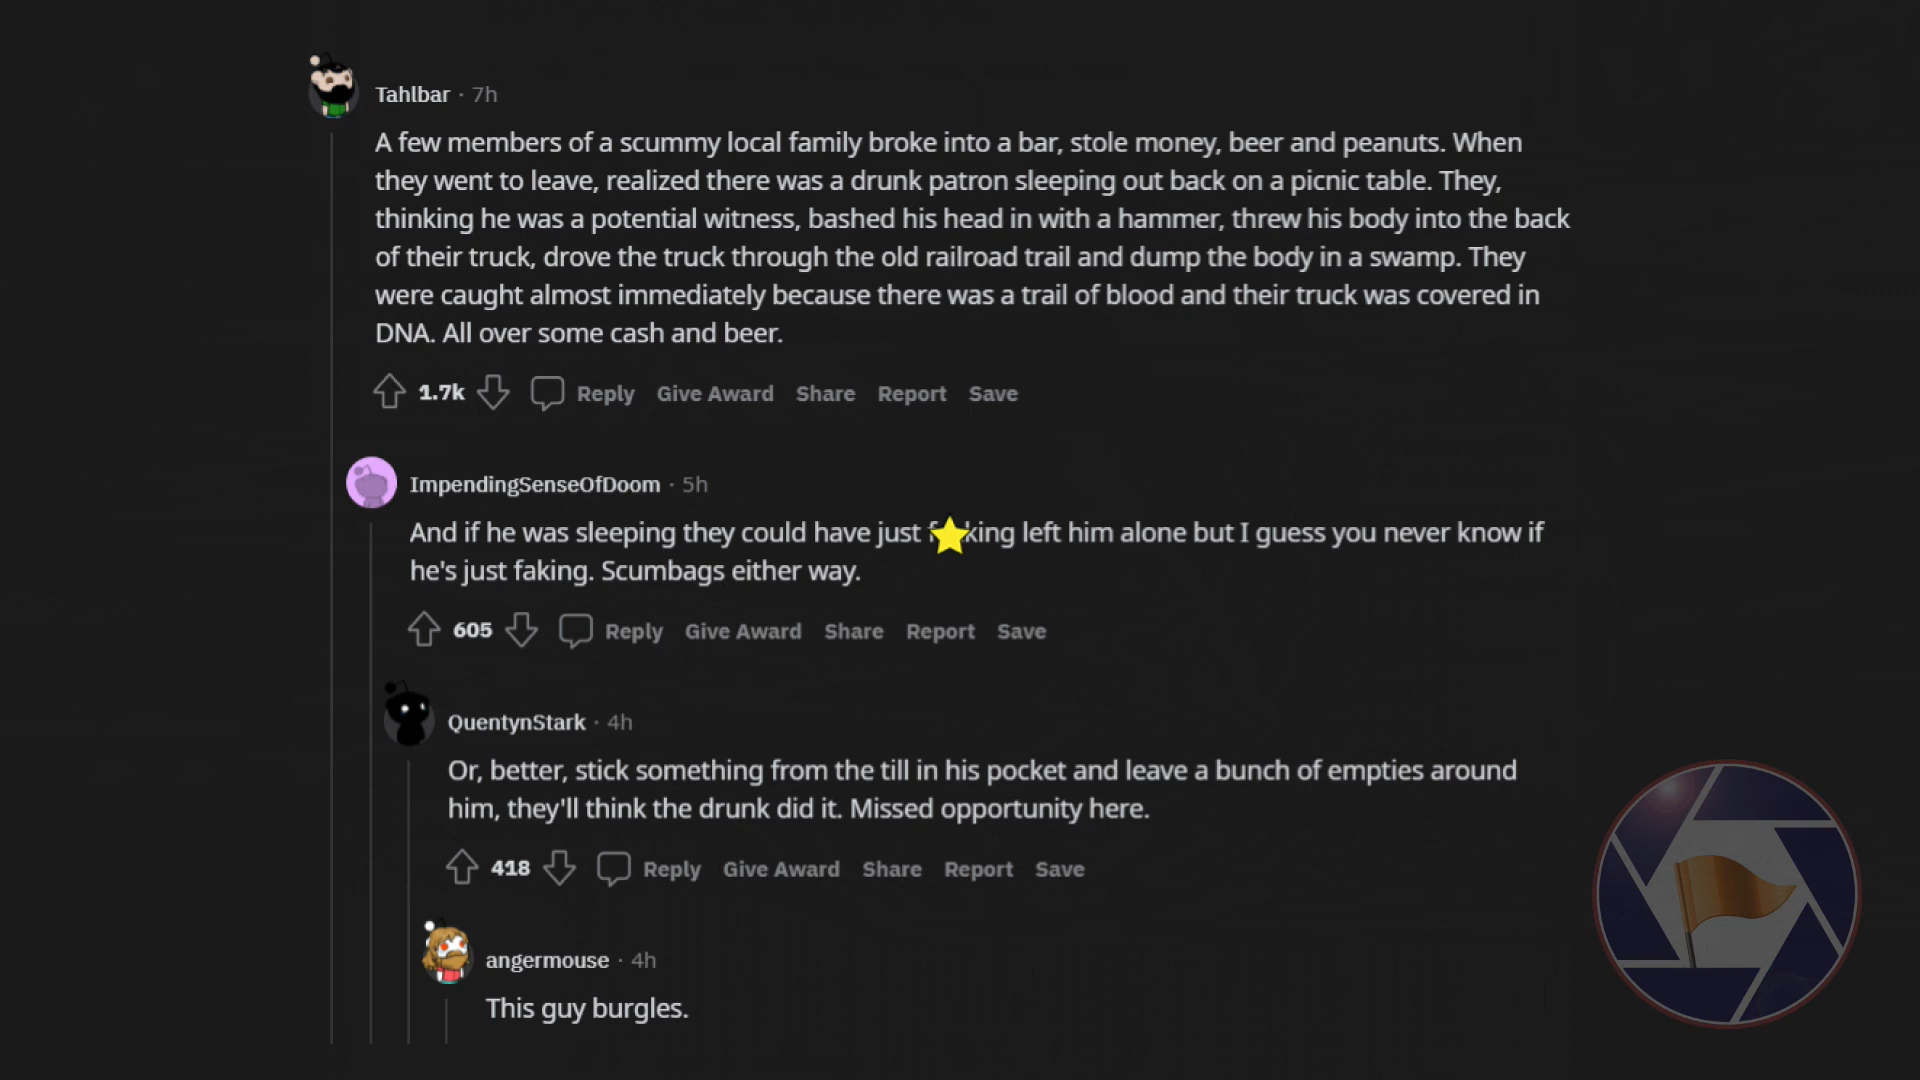 Tahlbar · 7h
A few members of a scummy local family broke into a bar, stole money, beer and peanuts. When
they went to leave, realized there was a drunk patron sleeping out back on a picnic table. They,
thinking he was a potential witness, bashed his head in with a hammer, threw his body into the back
of their truck, drove the truck through the old railroad trail and dump the body in a swamp. They
were caught almost immediately because there was a trail of blood and their truck was covered in
DNA. All over some cash and beer.
1.7k Reply Give Award Share Report Save
ImpendingSenseOfDoom · 5h
And if he was sleeping they could have just f⭐king left him alone but I guess you never know if
he's just faking. Scumbags either way.
605 Reply Give Award Share Report Save
QuentynStark · 4h
Or, better, stick something from the till in his pocket and leave a bunch of empties around
him, they'll think the drunk did it. Missed opportunity here.
418 Reply Give Award Share Report Save
angermouse · 4h
This guy burgles.